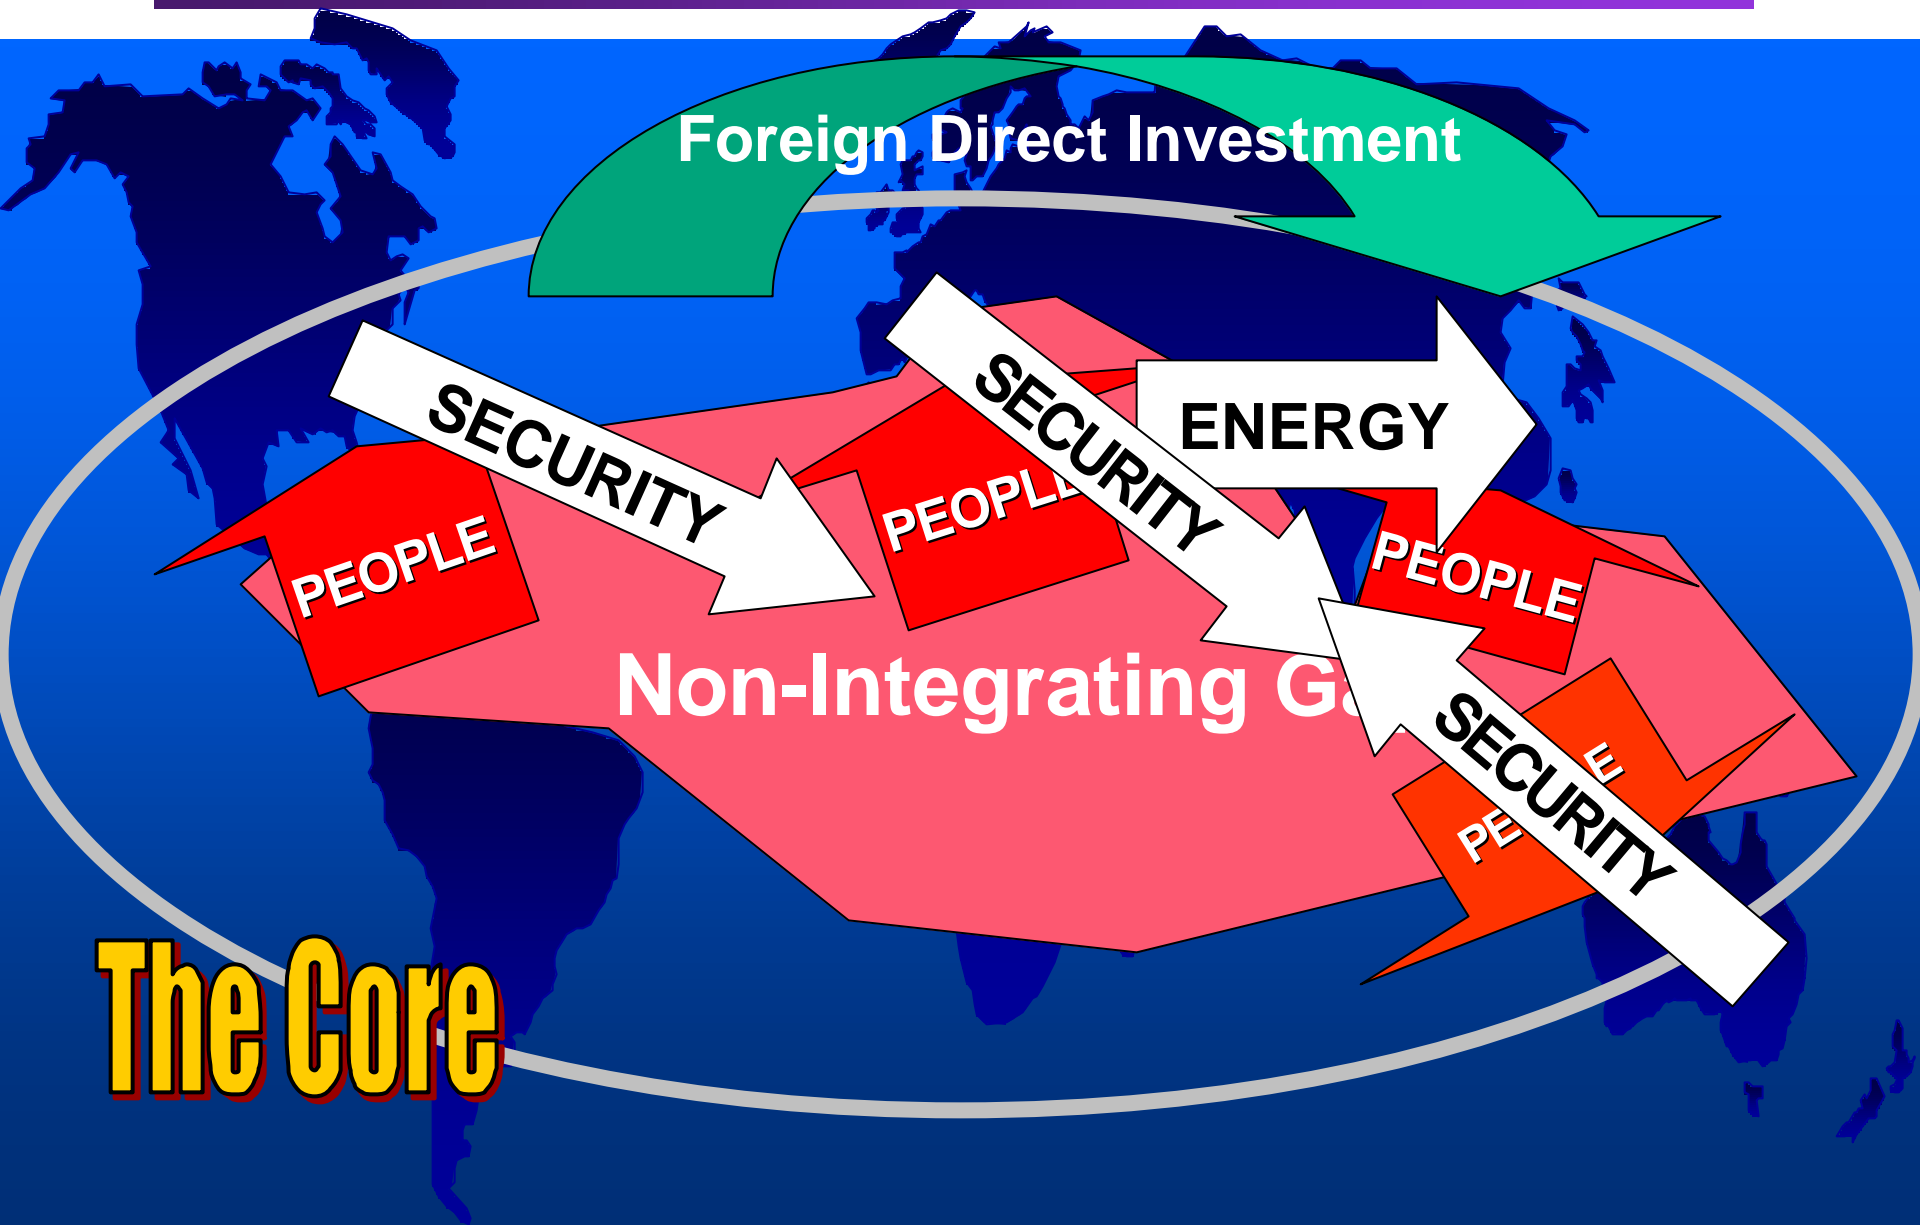 Foreign Direct Investment
SECURITY
SECURITY
ENERGY
PEOPLE
PEOPLE
PEOPLE
Non-Integrating
SECURITY
The Core